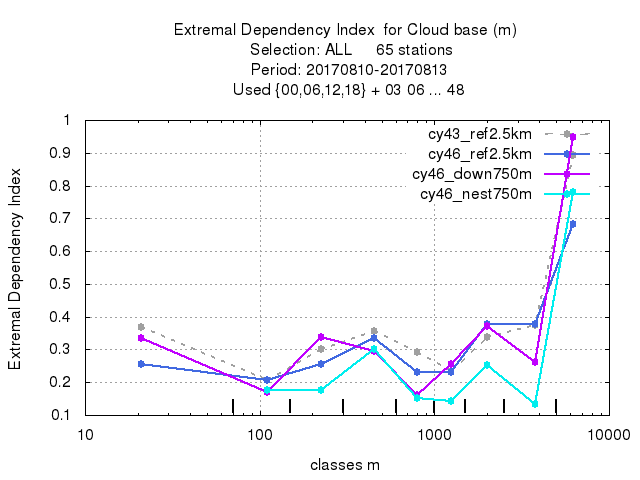 Extremal Dependency Index for Cloud base (m)
Selection: ALL 65 stations
Period: 20170810-20170813
Used {00,06,12,18} + 03 06 ... 48
cy43_ref2.5km
cy46_ref2.5km
cy46_down750m
cy46_nest750m
Extremal Dependency Index
1
0.9
0.8
0.7
0.6
0.5
0.4
0.3
0.2
0.1
10 100 1000 10000
classes m